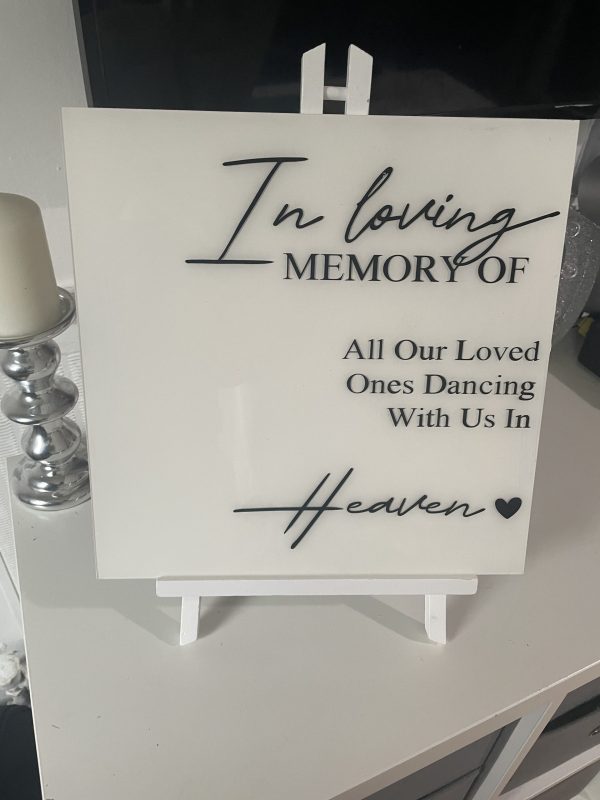 In loving
MEMORY OF
All Our Loved
Ones Dancing
With Us In
Heaven